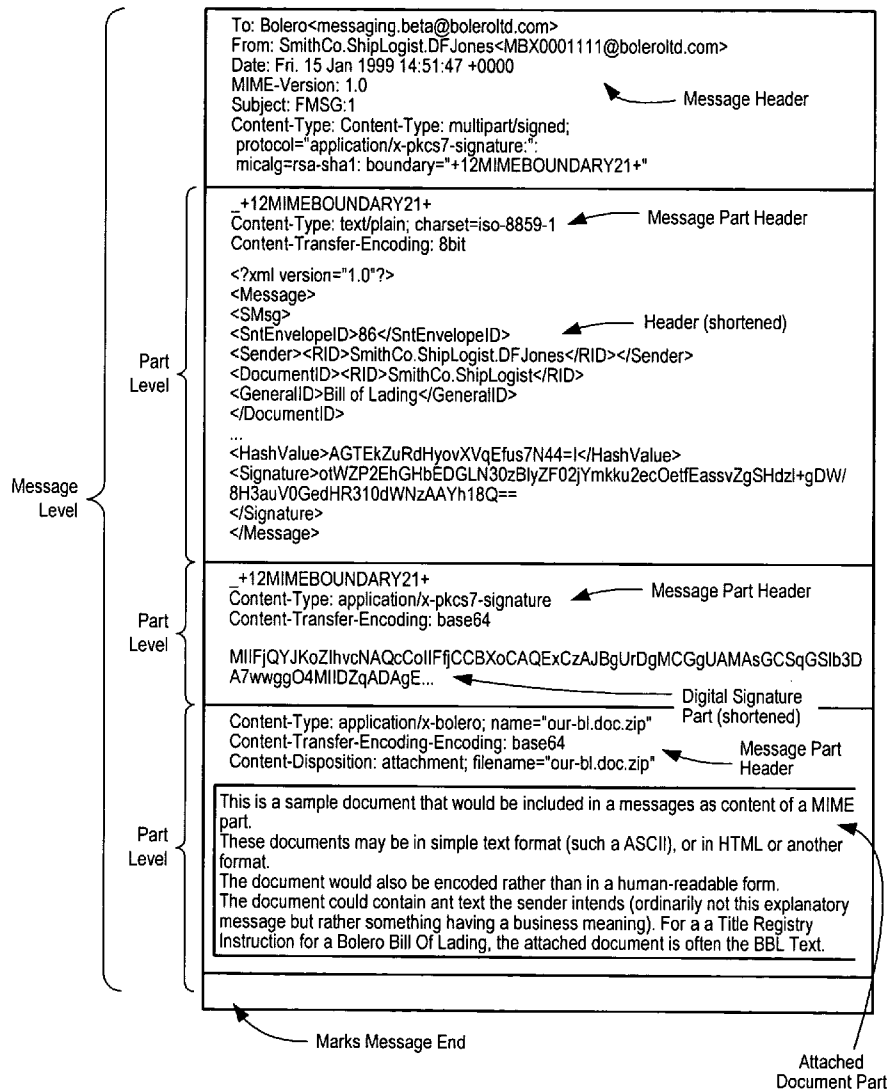 To: Bolero<messaging.beta@boleroltd.com>
From: SmithCo.ShipLogist.DFJones<MBX0001111@boleroltd.com>
Date: Fri. 15 Jan 1999 14:51:47 +0000
MIME-Version: 1.0
Subject: FMSG:1
Content-Type: Content-Type: multipart/signed;
protocol="application/x-pkcs7-signature:":
micalg=rsa-sha1: boundary="+12MIMEBOUNDARY21+"
Message Header
_+12MIMEBOUNDARY21+
Content-Type: text/plain; charset=iso-8859-1
Content-Transfer-Encoding: 8bit
Message Part Header
<?xml version="1.0"?>
<Message>
<SMsg>
<SntEnvelopeID>86</SntEnvelopeID>
Header (shortened)
<Sender><RID>SmithCo.ShipLogist.DFJones</RID></Sender>
<DocumentID><RID>SmithCo.ShipLogist</RID>
<GeneralID>Bill of Lading</GeneralID>
</DocumentID>
...
<HashValue>AGTEkZuRdHyovXVqEfus7N44=I</HashValue>
<Signature>otWZP2EhGHbEDGLN30zBlyZF02jYmkku2ecOetfEassvZgSHdzI+gDW/
8H3auV0GedHR310dWNzAAYh18Q==
</Signature>
</Message>
Part
Level
Message
Level
_+12MIMEBOUNDARY21+
Content-Type: application/x-pkcs7-signature
Content-Transfer-Encoding: base64
Message Part Header
Part
Level
MIIFjQYJKoZIhvcNAQcCoIIFfjCCBXoCAQExCzAJBgUrDgMCGgUAMAsGCSqGSIb3D
A7wwggO4MIIDZqADAgE...
Digital Signature
Part (shortened)
Content-Type: application/x-bolero; name="our-bl.doc.zip"
Content-Transfer-Encoding-Encoding: base64
Content-Disposition: attachment; filename="our-bl.doc.zip"
Message Part
Header
Part
Level
This is a sample document that would be included in a messages as content of a MIME
part.
These documents may be in simple text format (such a ASCII), or in HTML or another
format.
The document would also be encoded rather than in a human-readable form.
The document could contain ant text the sender intends (ordinarily not this explanatory
message but rather something having a business meaning). For a a Title Registry
Instruction for a Bolero Bill Of Lading, the attached document is often the BBL Text.
Marks Message End
Attached
Document Part